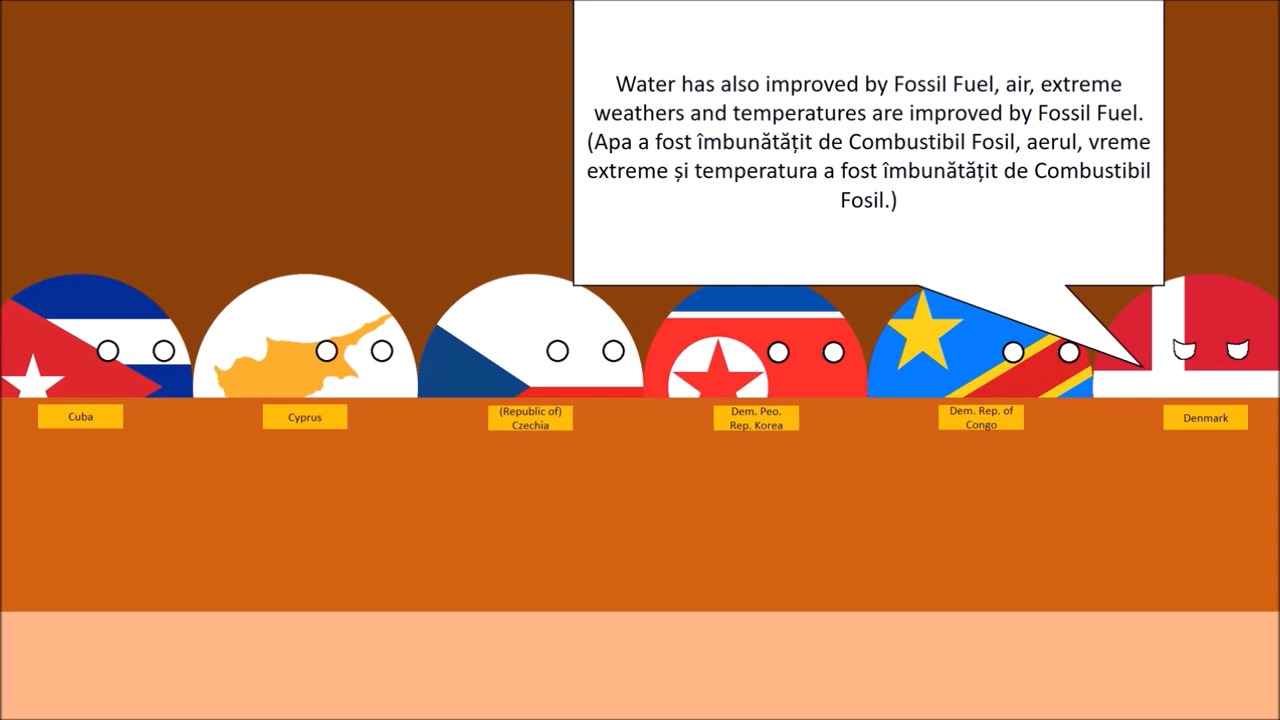 Water has also improved by Fossil Fuel, air, extreme
weathers and temperatures are improved by Fossil Fuel.
(Apa a fost îmbunătățit de Combustibil Fosil, aerul, vreme
extreme și temperatura a fost îmbunătățit de Combustibil
Fosil.)
Cuba
Cyprus
(Republic of)
Czechia
Dem. Peo.
Rep. Korea
Dem. Rep. of
Congo
Denmark